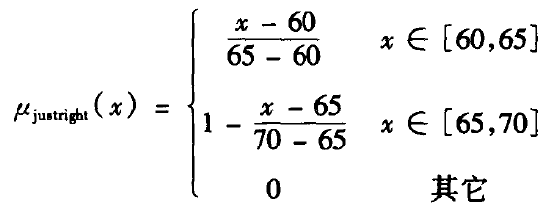 μ_justright(x) = { (x - 60)/(65 - 60)    x ∈ [60,65]
1 - (x - 65)/(70 - 65)    x ∈ [65,70]
0    其它